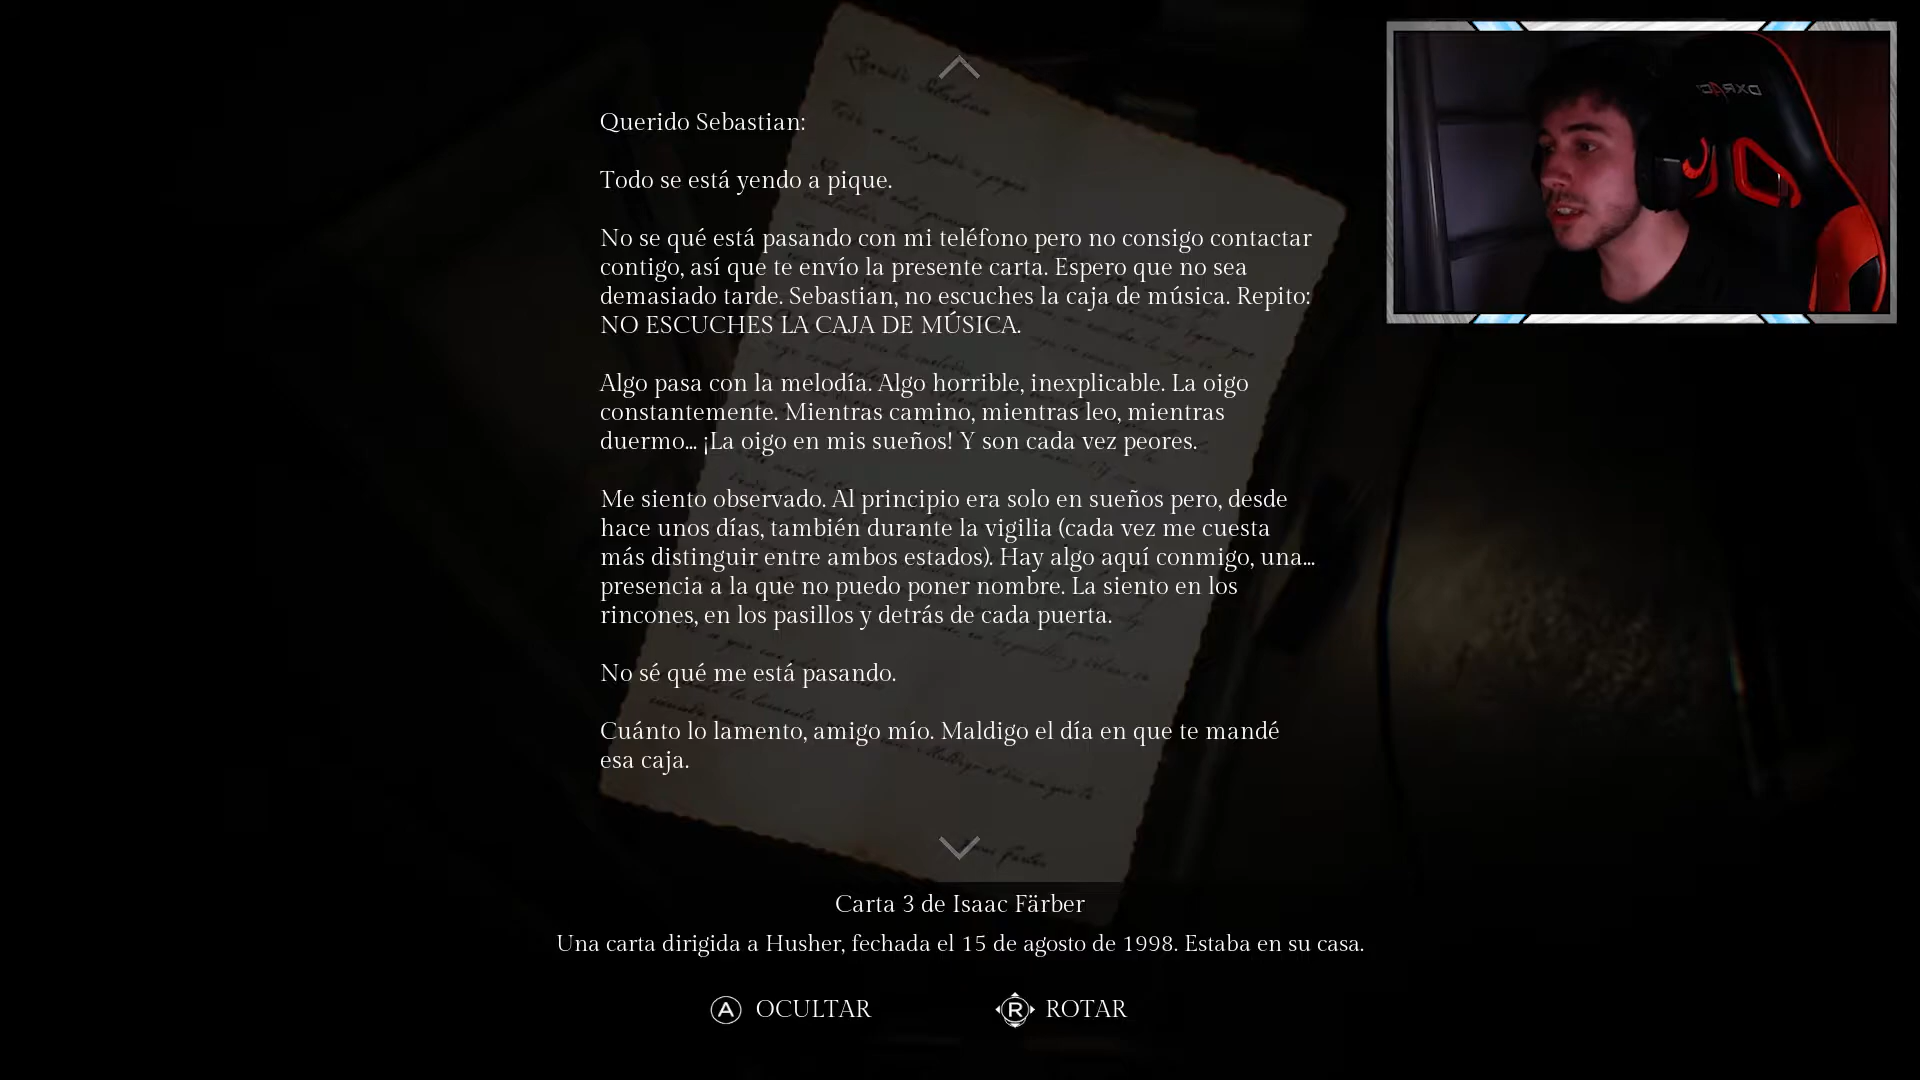 Querido Sebastian:
Todo se está yendo a pique.
No se qué está pasando con mi teléfono pero no consigo contactar
contigo, así que te envío la presente carta. Espero que no sea
demasiado tarde. Sebastian, no escuches la caja de música. Repito:
NO ESCUCHES LA CAJA DE MÚSICA.
Algo pasa con la melodía. Algo horrible, inexplicable. La oigo
constantemente. Mientras camino, mientras leo, mientras
duermo... ¡La oigo en mis sueños! Y son cada vez peores.
Me siento observado. Al principio era solo en sueños pero, desde
hace unos días, también durante la vigilia (cada vez me cuesta
más distinguir entre ambos estados). Hay algo aquí conmigo, una...
presencia a la que no puedo poner nombre. La siento en los
rincones, en los pasillos y detrás de cada puerta.
No sé qué me está pasando.
Cuánto lo lamento, amigo mío. Maldigo el día en que te mandé
esa caja.
Carta 3 de Isaac Färber
Una carta dirigida a Husher, fechada el 15 de agosto de 1998. Estaba en su casa.
A OCULTAR
R ROTAR